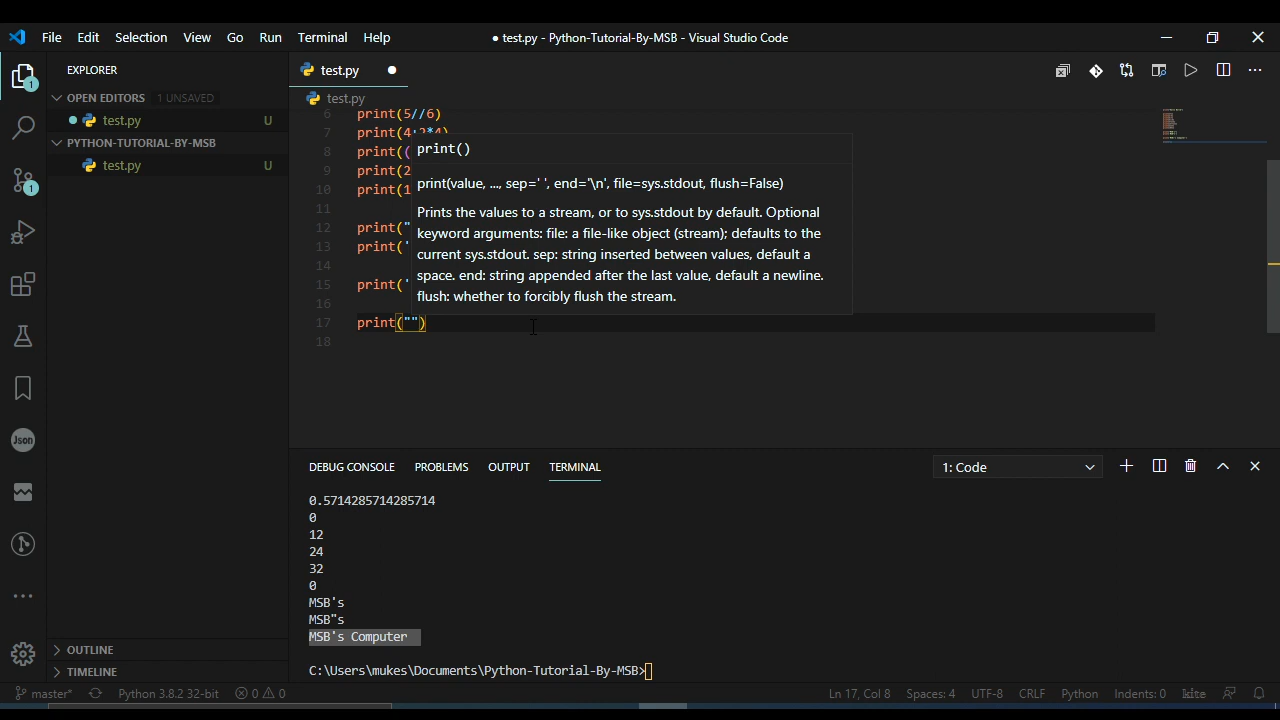 File Edit Selection View Go Run Terminal Help
● test.py - Python-Tutorial-By-MSB - Visual Studio Code
EXPLORER
OPEN EDITORS 1 UNSAVED
test.py U
PYTHON-TUTORIAL-BY-MSB
test.py U
OUTLINE
TIMELINE
1
1
Json
test.py
test.py
6 print(5//6)
7 print(4+2*4)
8 print((
9 print(2
10 print(1
11
12 print("
13 print('
14
15 print('
16
17 print("")
18
print()
print(value, ..., sep=' ', end='\n', file=sys.stdout, flush=False)
Prints the values to a stream, or to sys.stdout by default. Optional
keyword arguments: file: a file-like object (stream); defaults to the
current sys.stdout. sep: string inserted between values, default a
space. end: string appended after the last value, default a newline.
flush: whether to forcibly flush the stream.
DEBUG CONSOLE PROBLEMS OUTPUT TERMINAL
1: Code
0.5714285714285714
0
12
24
32
0
MSB's
MSB"s
MSB's Computer
C:\Users\mukes\Documents\Python-Tutorial-By-MSB>
master* Python 3.8.2 32-bit 0 0 Ln 17, Col 8 Spaces: 4 UTF-8 CRLF Python Indents: 0 kite